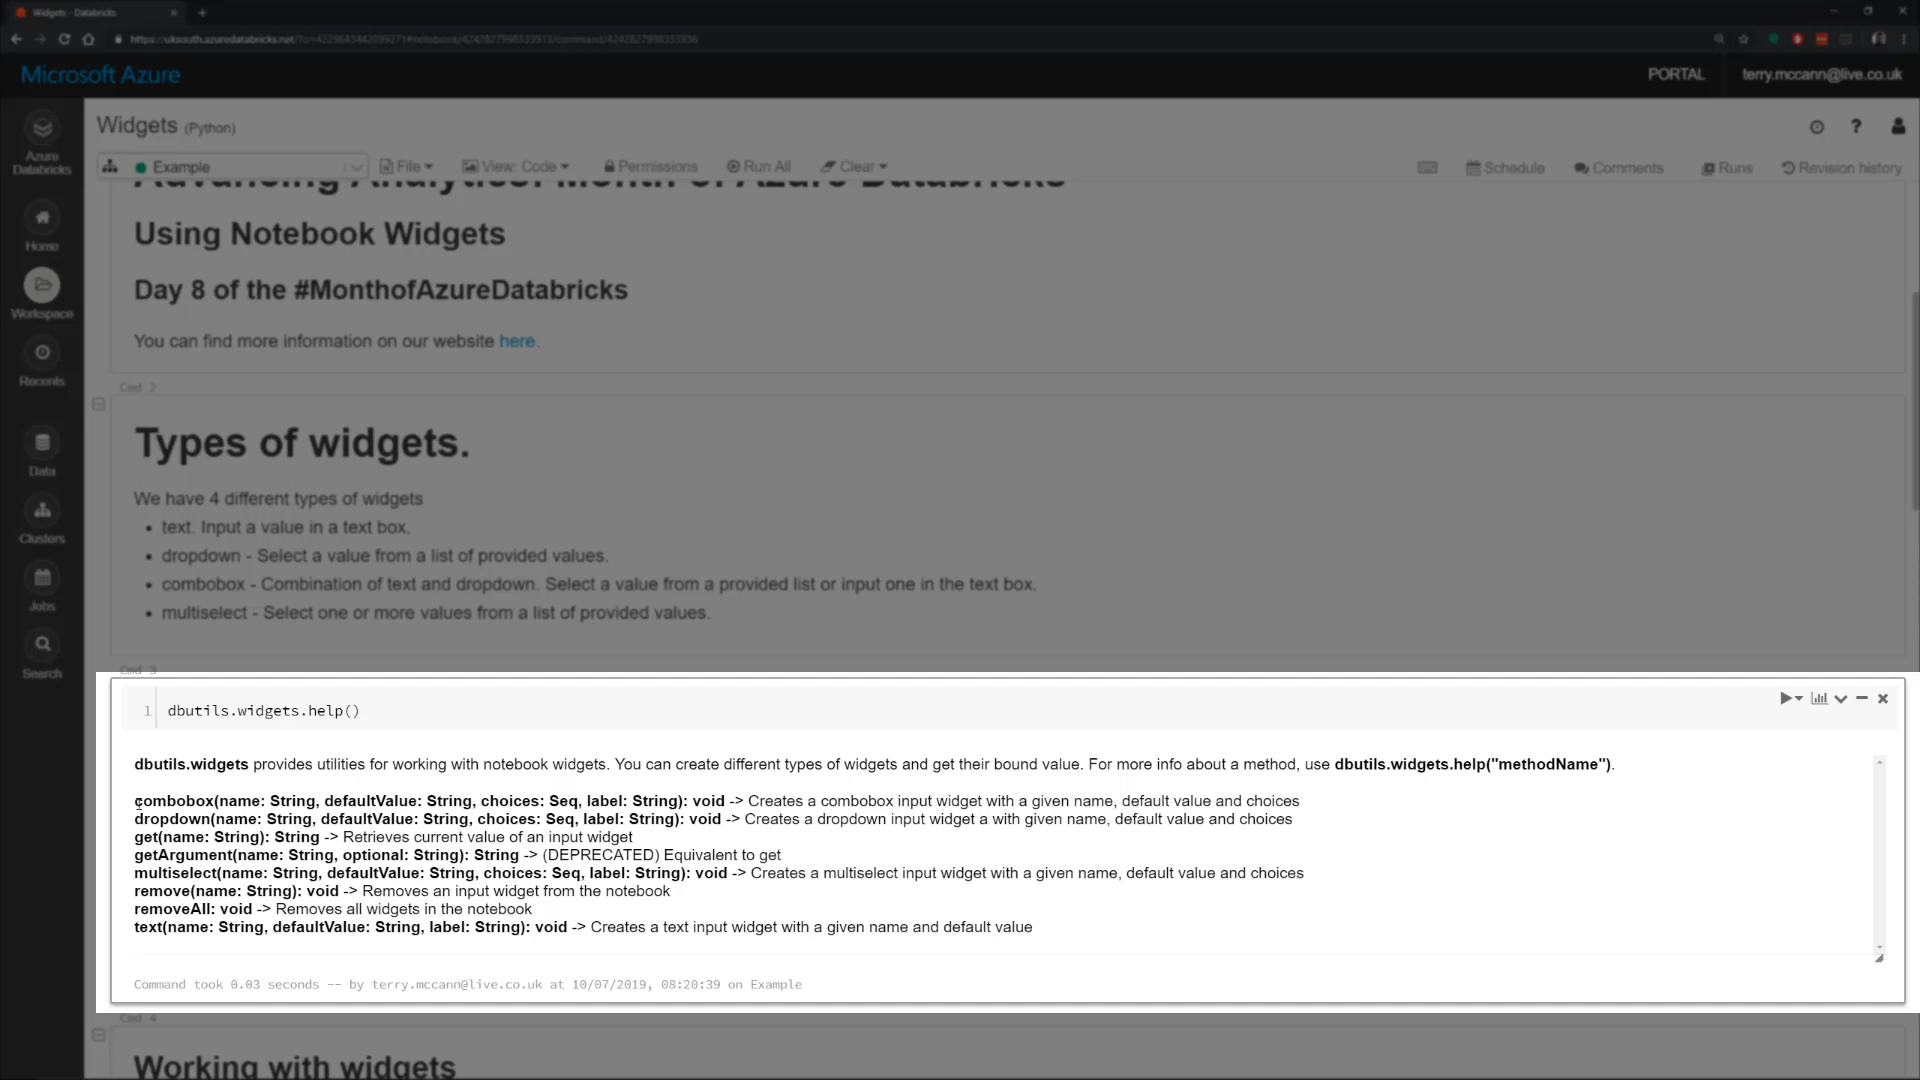 Widgets - Databricks
Microsoft Azure
PORTAL
terry.mccann@live.co.uk
Azure Databricks
Home
Workspace
Recents
Data
Clusters
Jobs
Search
Widgets (Python)
Example
File
View: Code
Permissions
Run All
Clear
Schedule
Comments
Runs
Revision history
Advancing Analytics: Month of Azure Databricks
Using Notebook Widgets
Day 8 of the #MonthofAzureDatabricks
You can find more information on our website here.
Cmd 2
Types of widgets.
We have 4 different types of widgets
• text. Input a value in a text box.
• dropdown - Select a value from a list of provided values.
• combobox - Combination of text and dropdown. Select a value from a provided list or input one in the text box.
• multiselect - Select one or more values from a list of provided values.
Cmd 3
1 dbutils.widgets.help()
dbutils.widgets provides utilities for working with notebook widgets. You can create different types of widgets and get their bound value. For more info about a method, use dbutils.widgets.help("methodName").
combobox(name: String, defaultValue: String, choices: Seq, label: String): void -> Creates a combobox input widget with a given name, default value and choices
dropdown(name: String, defaultValue: String, choices: Seq, label: String): void -> Creates a dropdown input widget a with given name, default value and choices
get(name: String): String -> Retrieves current value of an input widget
getArgument(name: String, optional: String): String -> (DEPRECATED) Equivalent to get
multiselect(name: String, defaultValue: String, choices: Seq, label: String): void -> Creates a multiselect input widget with a given name, default value and choices
remove(name: String): void -> Removes an input widget from the notebook
removeAll: void -> Removes all widgets in the notebook
text(name: String, defaultValue: String, label: String): void -> Creates a text input widget with a given name and default value
Command took 0.03 seconds -- by terry.mccann@live.co.uk at 10/07/2019, 08:20:39 on Example
Cmd 4
Working with widgets